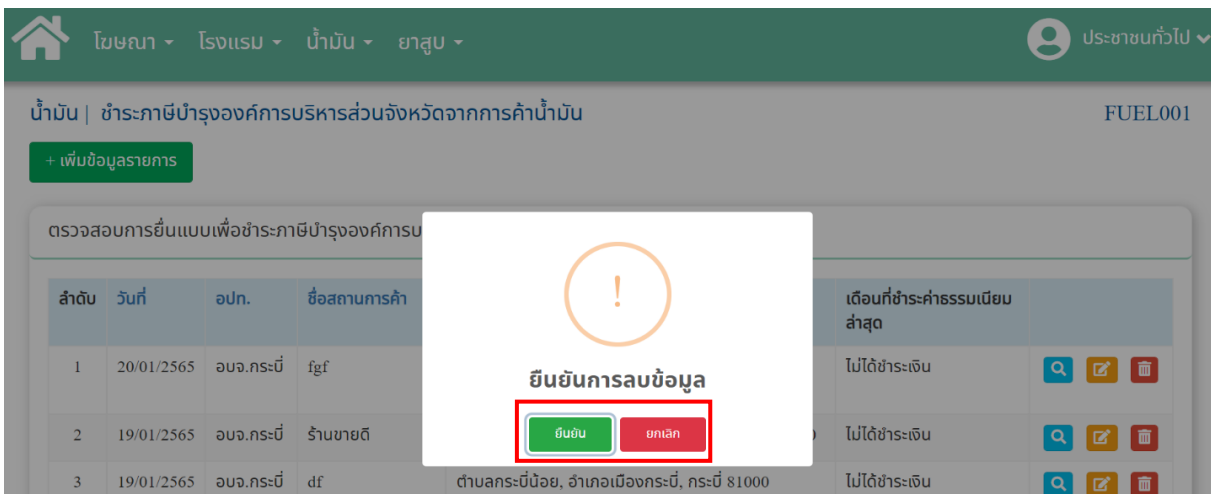 โฆษณา โรงแรม น้ำมัน ยาสูบ ประชาชนทั่วไป
น้ำมัน | ชำระภาษีบำรุงองค์การบริหารส่วนจังหวัดจากการค้าน้ำมัน FUEL001
+ เพิ่มข้อมูลรายการ
ตรวจสอบการยื่นแบบเพื่อชำระภาษีบำรุงองค์การบ
ลำดับ วันที่ อปท. ชื่อสถานการค้า เดือนที่ชำระค่าธรรมเนียม
ล่าสุด
!
1 20/01/2565 อบจ.กระบี่ fgf ไม่ได้ชำระเงิน
ยืนยันการลบข้อมูล
ยืนยัน ยกเลิก
2 19/01/2565 อบจ.กระบี่ ร้านขายดี ไม่ได้ชำระเงิน
3 19/01/2565 อบจ.กระบี่ df ตำบลกระบี่น้อย, อำเภอเมืองกระบี่, กระบี่ 81000 ไม่ได้ชำระเงิน